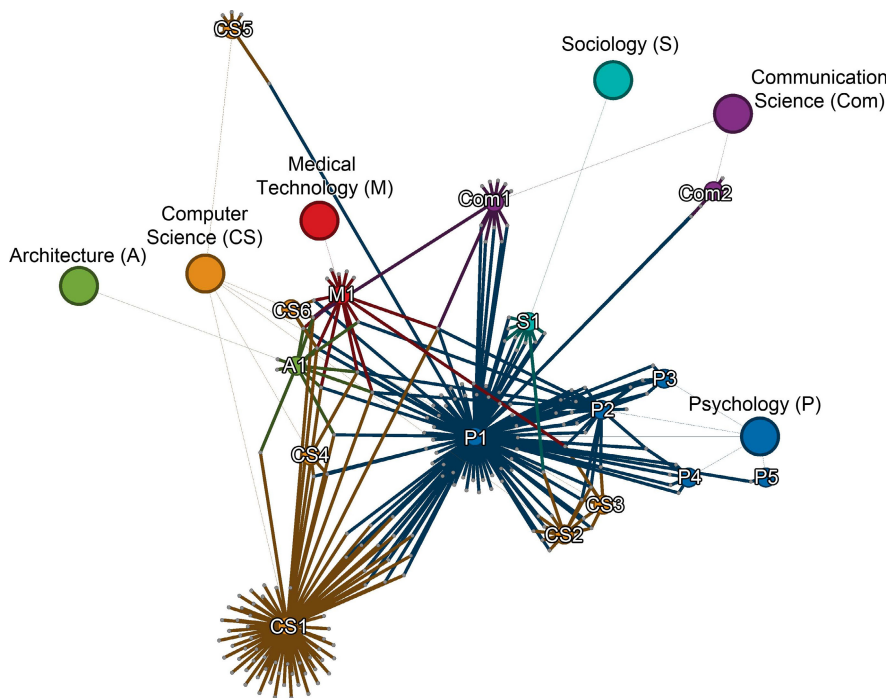 CS5
Sociology (S)
Communication
Science (Com)
Medical
Technology (M)
Com1
Com2
Computer
Science (CS)
Architecture (A)
M1
CS6
S1
A1
P3
P2
Psychology (P)
P1
CS4
P4
P5
CS3
CS2
CS1